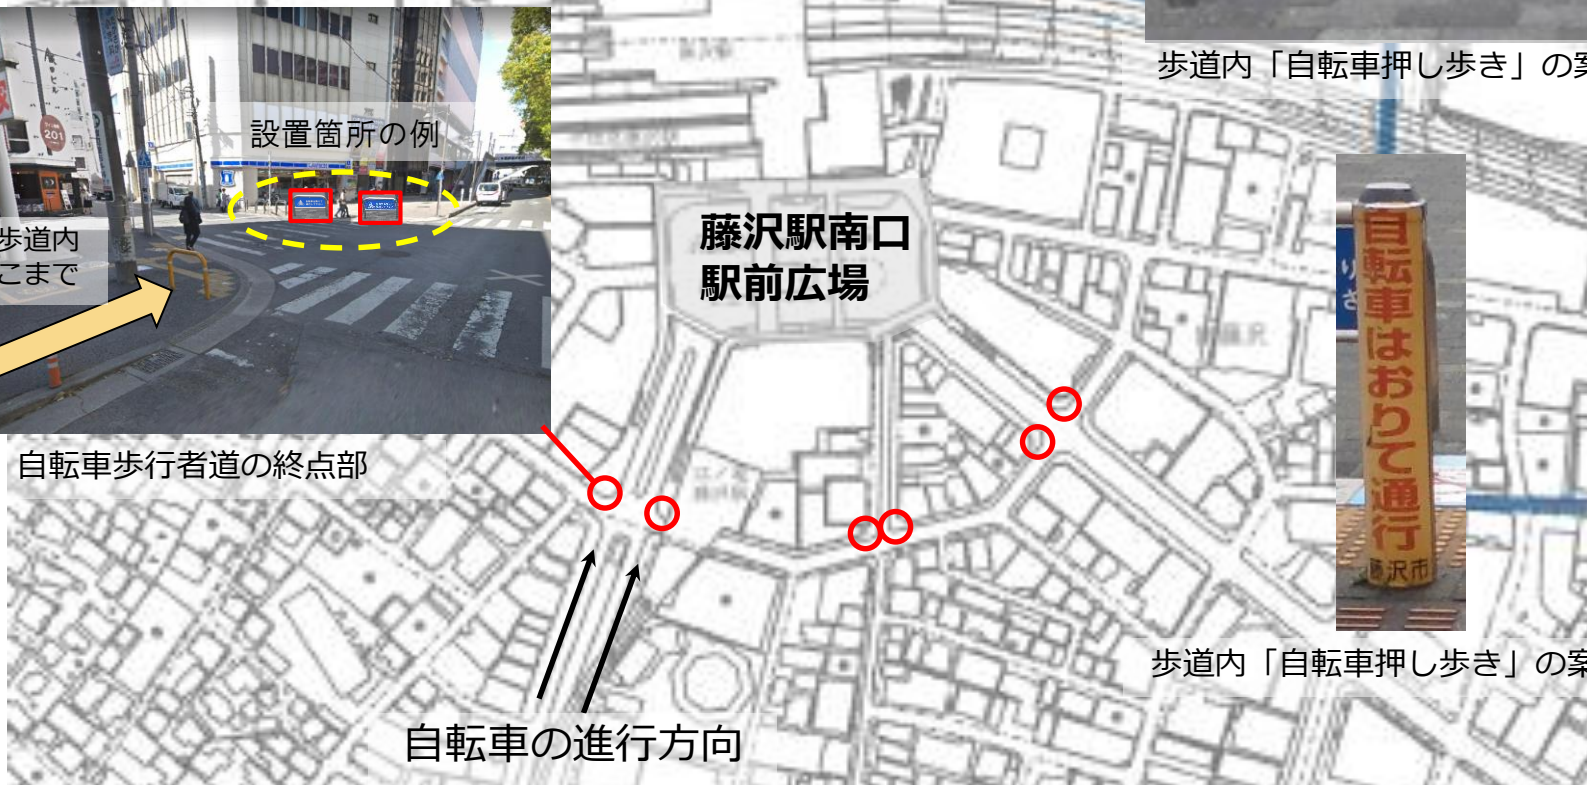 歩道内「自転車押し歩き」の案
設置箇所の例
201
歩道内
こまで
藤沢駅南口
駅前広場
自転車歩行者道の終点部
自転車はおりて通行
藤沢市
歩道内「自転車押し歩き」の案
自転車の進行方向